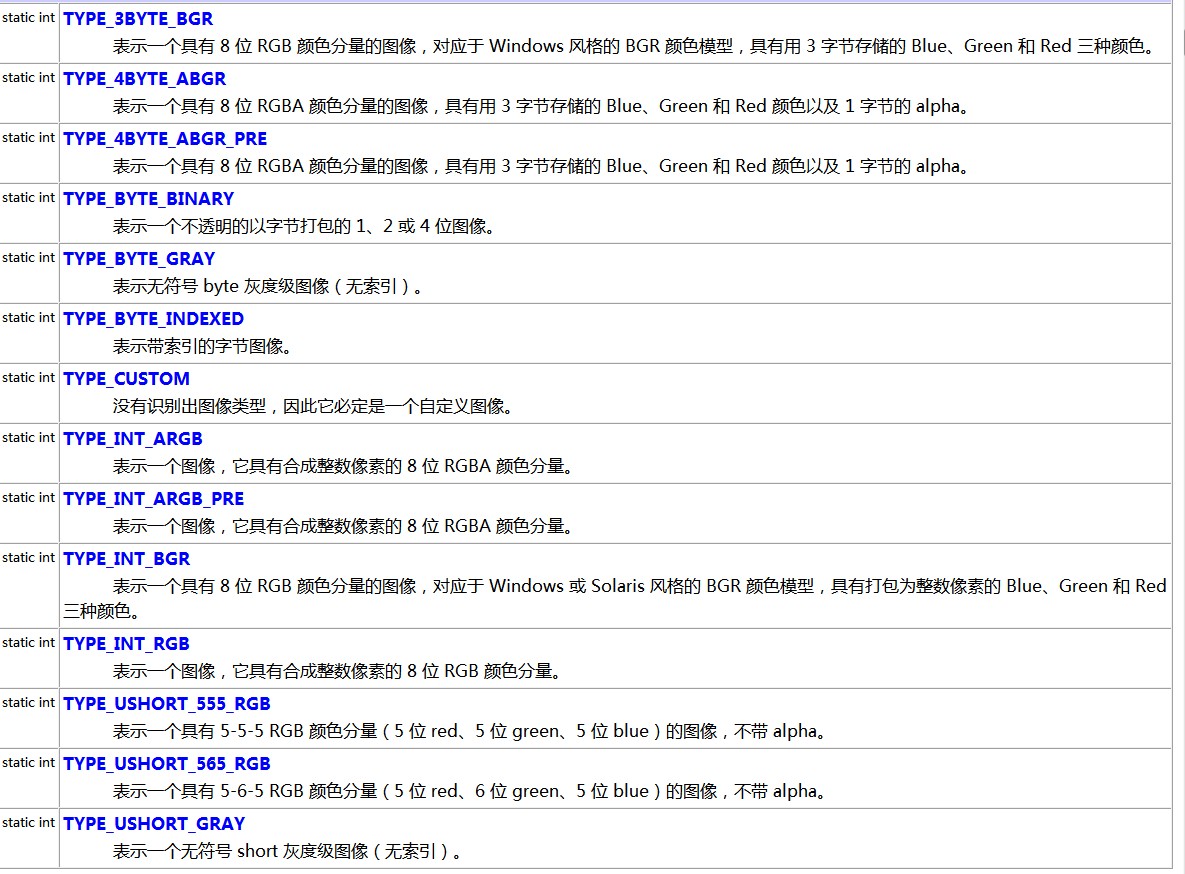 static int TYPE_3BYTE_BGR
表示一个具有 8 位 RGB 颜色分量的图像，对应于 Windows 风格的 BGR 颜色模型，具有用 3 字节存储的 Blue、Green 和 Red 三种颜色。
static int TYPE_4BYTE_ABGR
表示一个具有 8 位 RGBA 颜色分量的图像，具有用 3 字节存储的 Blue、Green 和 Red 颜色以及 1 字节的 alpha。
static int TYPE_4BYTE_ABGR_PRE
表示一个具有 8 位 RGBA 颜色分量的图像，具有用 3 字节存储的 Blue、Green 和 Red 颜色以及 1 字节的 alpha。
static int TYPE_BYTE_BINARY
表示一个不透明的以字节打包的 1、2 或 4 位图像。
static int TYPE_BYTE_GRAY
表示无符号 byte 灰度级图像（无索引）。
static int TYPE_BYTE_INDEXED
表示带索引的字节图像。
static int TYPE_CUSTOM
没有识别出图像类型，因此它必定是一个自定义图像。
static int TYPE_INT_ARGB
表示一个图像，它具有合成整数像素的 8 位 RGBA 颜色分量。
static int TYPE_INT_ARGB_PRE
表示一个图像，它具有合成整数像素的 8 位 RGBA 颜色分量。
static int TYPE_INT_BGR
表示一个具有 8 位 RGB 颜色分量的图像，对应于 Windows 或 Solaris 风格的 BGR 颜色模型，具有打包为整数像素的 Blue、Green 和 Red
三种颜色。
static int TYPE_INT_RGB
表示一个图像，它具有合成整数像素的 8 位 RGB 颜色分量。
static int TYPE_USHORT_555_RGB
表示一个具有 5-5-5 RGB 颜色分量（5 位 red、5 位 green、5 位 blue）的图像，不带 alpha。
static int TYPE_USHORT_565_RGB
表示一个具有 5-6-5 RGB 颜色分量（5 位 red、6 位 green、5 位 blue）的图像，不带 alpha。
static int TYPE_USHORT_GRAY
表示一个无符号 short 灰度级图像（无索引）。